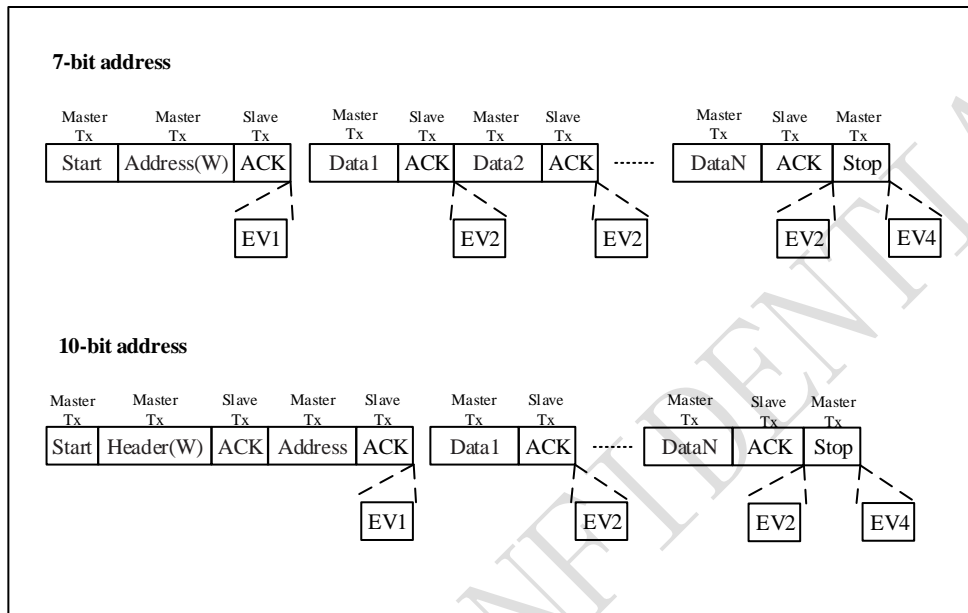 7-bit address
Master Tx Master Tx Slave Tx Master Tx Slave Tx Master Tx Slave Tx Master Tx Slave Tx Master Tx
Start Address(W) ACK Data1 ACK Data2 ACK DataN ACK Stop
EV1 EV2 EV2 EV2 EV4
10-bit address
Master Tx Master Tx Slave Tx Master Tx Slave Tx Master Tx Slave Tx Master Tx Slave Tx Master Tx
Start Header(W) ACK Address ACK Data1 ACK DataN ACK Stop
EV1 EV2 EV2 EV4